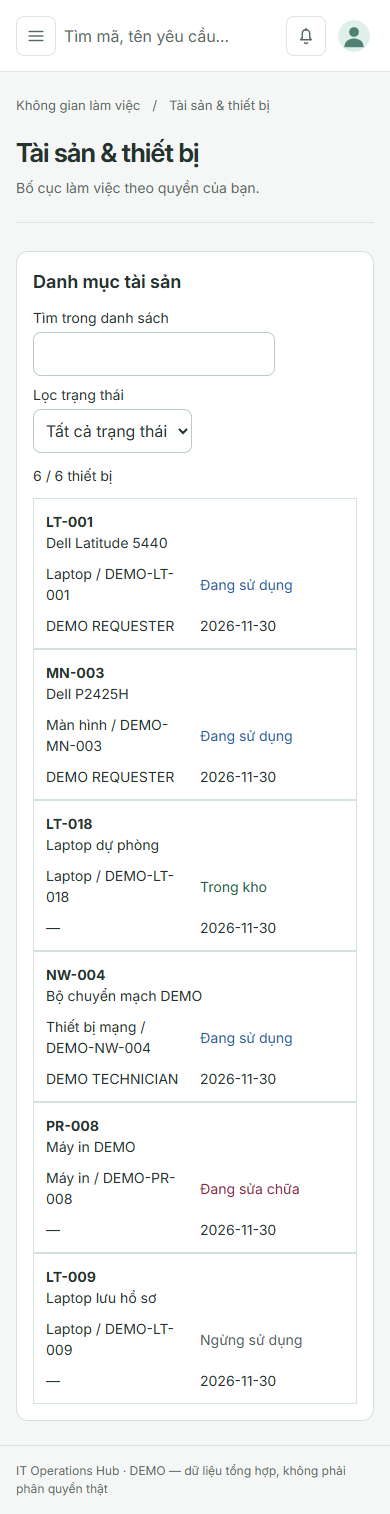 Tìm mã, tên yêu cầu...
Không gian làm việc / Tài sản & thiết bị
Tài sản & thiết bị
Bố cục làm việc theo quyền của bạn.
Danh mục tài sản
Tìm trong danh sách
Lọc trạng thái
Tất cả trạng thái
6 / 6 thiết bị
LT-001
Dell Latitude 5440
Laptop / DEMO-LT-
001
Đang sử dụng
DEMO REQUESTER 2026-11-30
MN-003
Dell P2425H
Màn hình / DEMO-
MN-003
Đang sử dụng
DEMO REQUESTER 2026-11-30
LT-018
Laptop dự phòng
Laptop / DEMO-LT-
018
Trong kho
— 2026-11-30
NW-004
Bộ chuyển mạch DEMO
Thiết bị mạng /
DEMO-NW-004
Đang sử dụng
DEMO TECHNICIAN 2026-11-30
PR-008
Máy in DEMO
Máy in / DEMO-PR-
008
Đang sửa chữa
— 2026-11-30
LT-009
Laptop lưu hồ sơ
Laptop / DEMO-LT-
009
Ngừng sử dụng
— 2026-11-30
IT Operations Hub · DEMO — dữ liệu tổng hợp, không phải
phân quyền thật